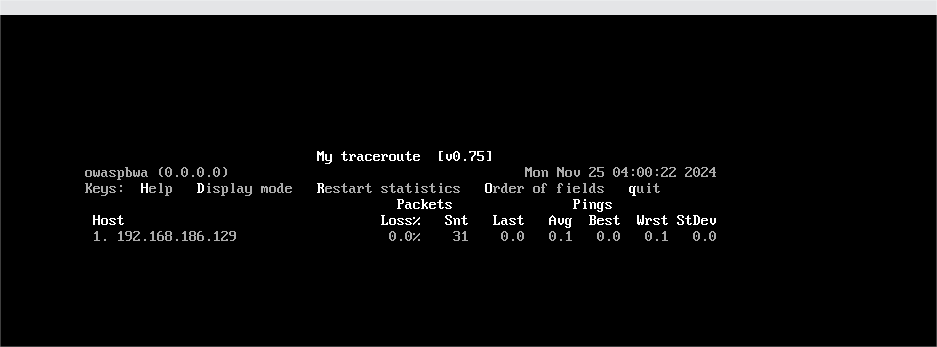 My traceroute [v0.75]
owaspbwa (0.0.0.0) Mon Nov 25 04:00:22 2024
Keys: Help Display mode Restart statistics Order of fields quit
Packets Pings
Host Loss% Snt Last Avg Best Wrst StDev
1. 192.168.186.129 0.0% 31 0.0 0.1 0.0 0.1 0.0